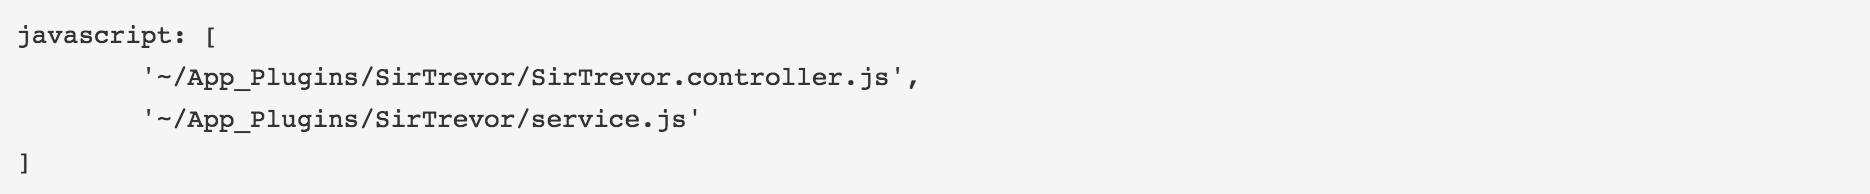 javascript: [
        '~/App_Plugins/SirTrevor/SirTrevor.controller.js',
        '~/App_Plugins/SirTrevor/service.js'
]